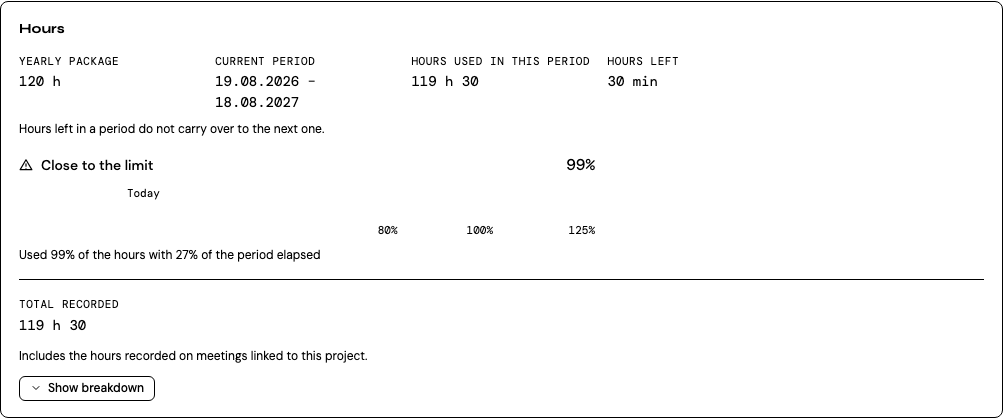 Hours
YEARLY PACKAGE
120 h
CURRENT PERIOD
19.08.2026 –
18.08.2027
HOURS USED IN THIS PERIOD
119 h 30
HOURS LEFT
30 min
Hours left in a period do not carry over to the next one.
Close to the limit
99%
Today
80%
100%
125%
Used 99% of the hours with 27% of the period elapsed
TOTAL RECORDED
119 h 30
Includes the hours recorded on meetings linked to this project.
Show breakdown